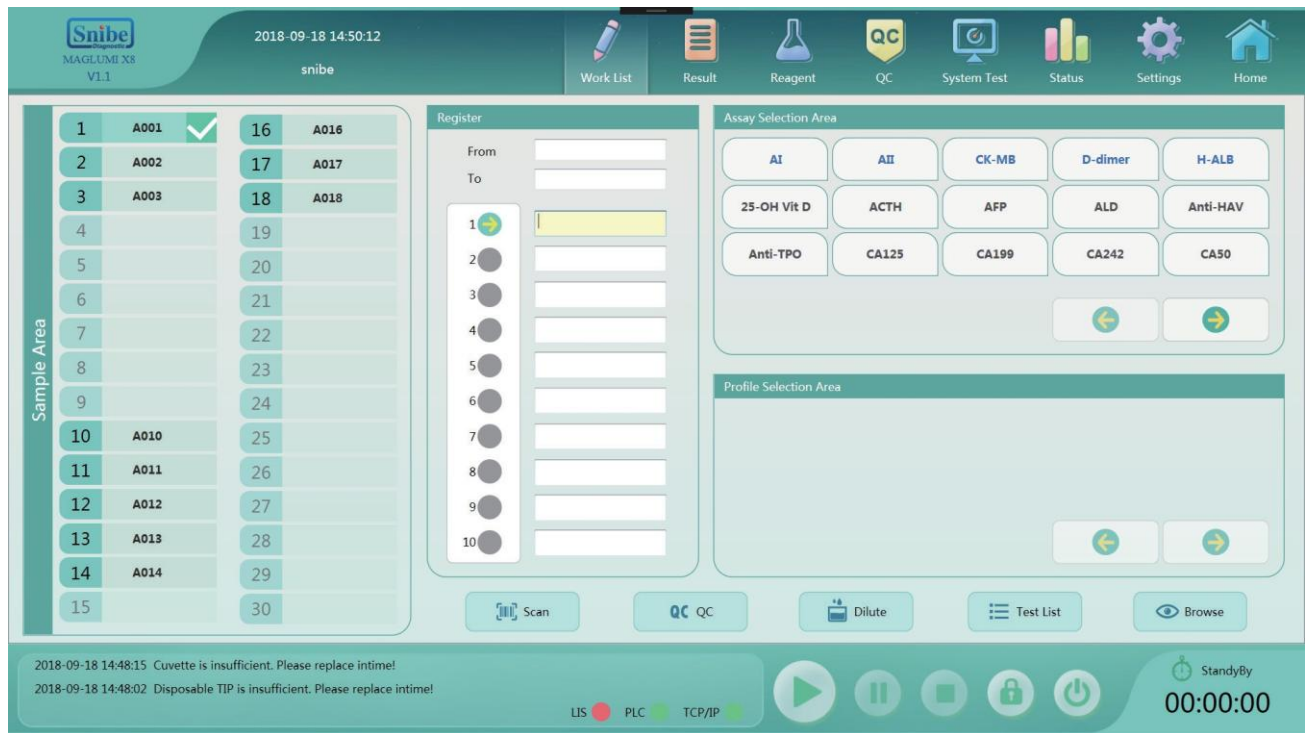 Snibe
Diagnostic
MAGLUMI X8
V1.1
2018-09-18 14:50:12
snibe
Work List
Result
QC
Reagent
QC
System Test
Status
Settings
Home
Sample Area
1 A001
2 A002
3 A003
4
5
6
7
8
9
10 A010
11 A011
12 A012
13 A013
14 A014
15
16 A016
17 A017
18 A018
19
20
21
22
23
24
25
26
27
28
29
30
Register
From
To
1
2
3
4
5
6
7
8
9
10
Assay Selection Area
AI AII CK-MB D-dimer H-ALB
25-OH Vit D ACTH AFP ALD Anti-HAV
Anti-TPO CA125 CA199 CA242 CA50
Profile Selection Area
Scan QC QC Dilute Test List Browse
2018-09-18 14:48:15 Cuvette is insufficient. Please replace intime!
2018-09-18 14:48:02 Disposable TIP is insufficient. Please replace intime!
LIS PLC TCP/IP
StandyBy
00:00:00